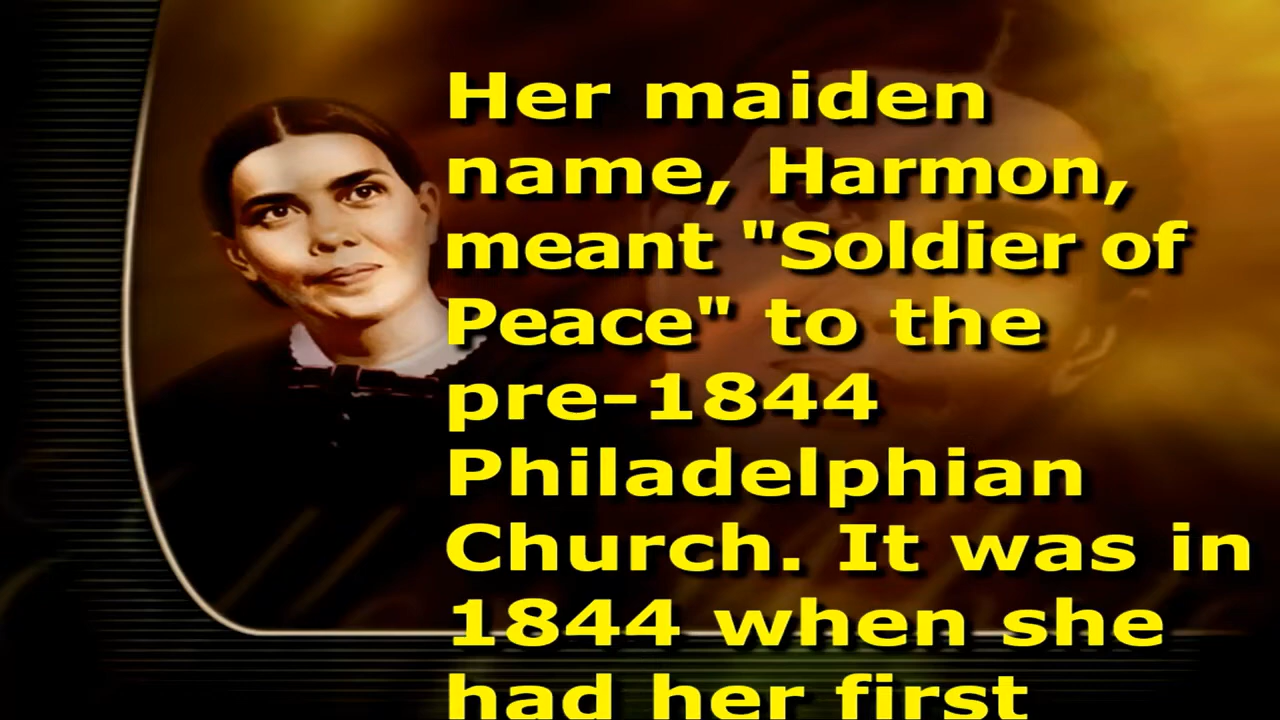 Her maiden
name, Harmon,
meant "Soldier of
Peace" to the
pre-1844
Philadelphian
Church. It was in
1844 when she
had her first